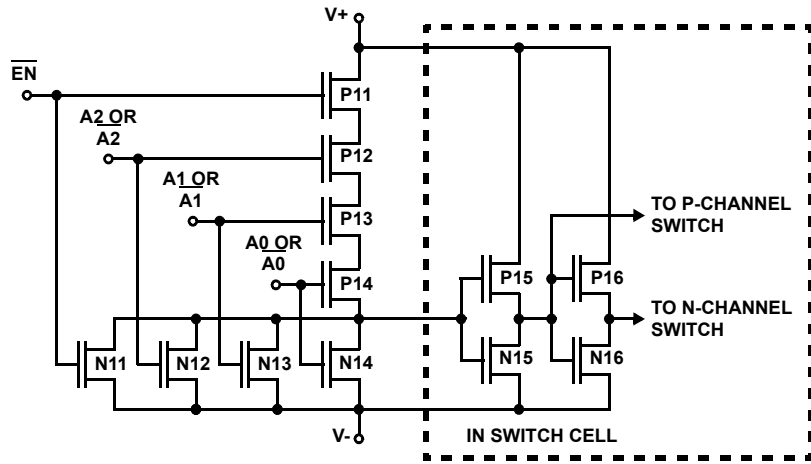 V+
EN
P11
A2 OR
A2
P12
A1 OR
A1
P13
TO P-CHANNEL
SWITCH
A0 OR
A0
P14
P15
P16
TO N-CHANNEL
SWITCH
N11
N12
N13
N14
N15
N16
V-
IN SWITCH CELL